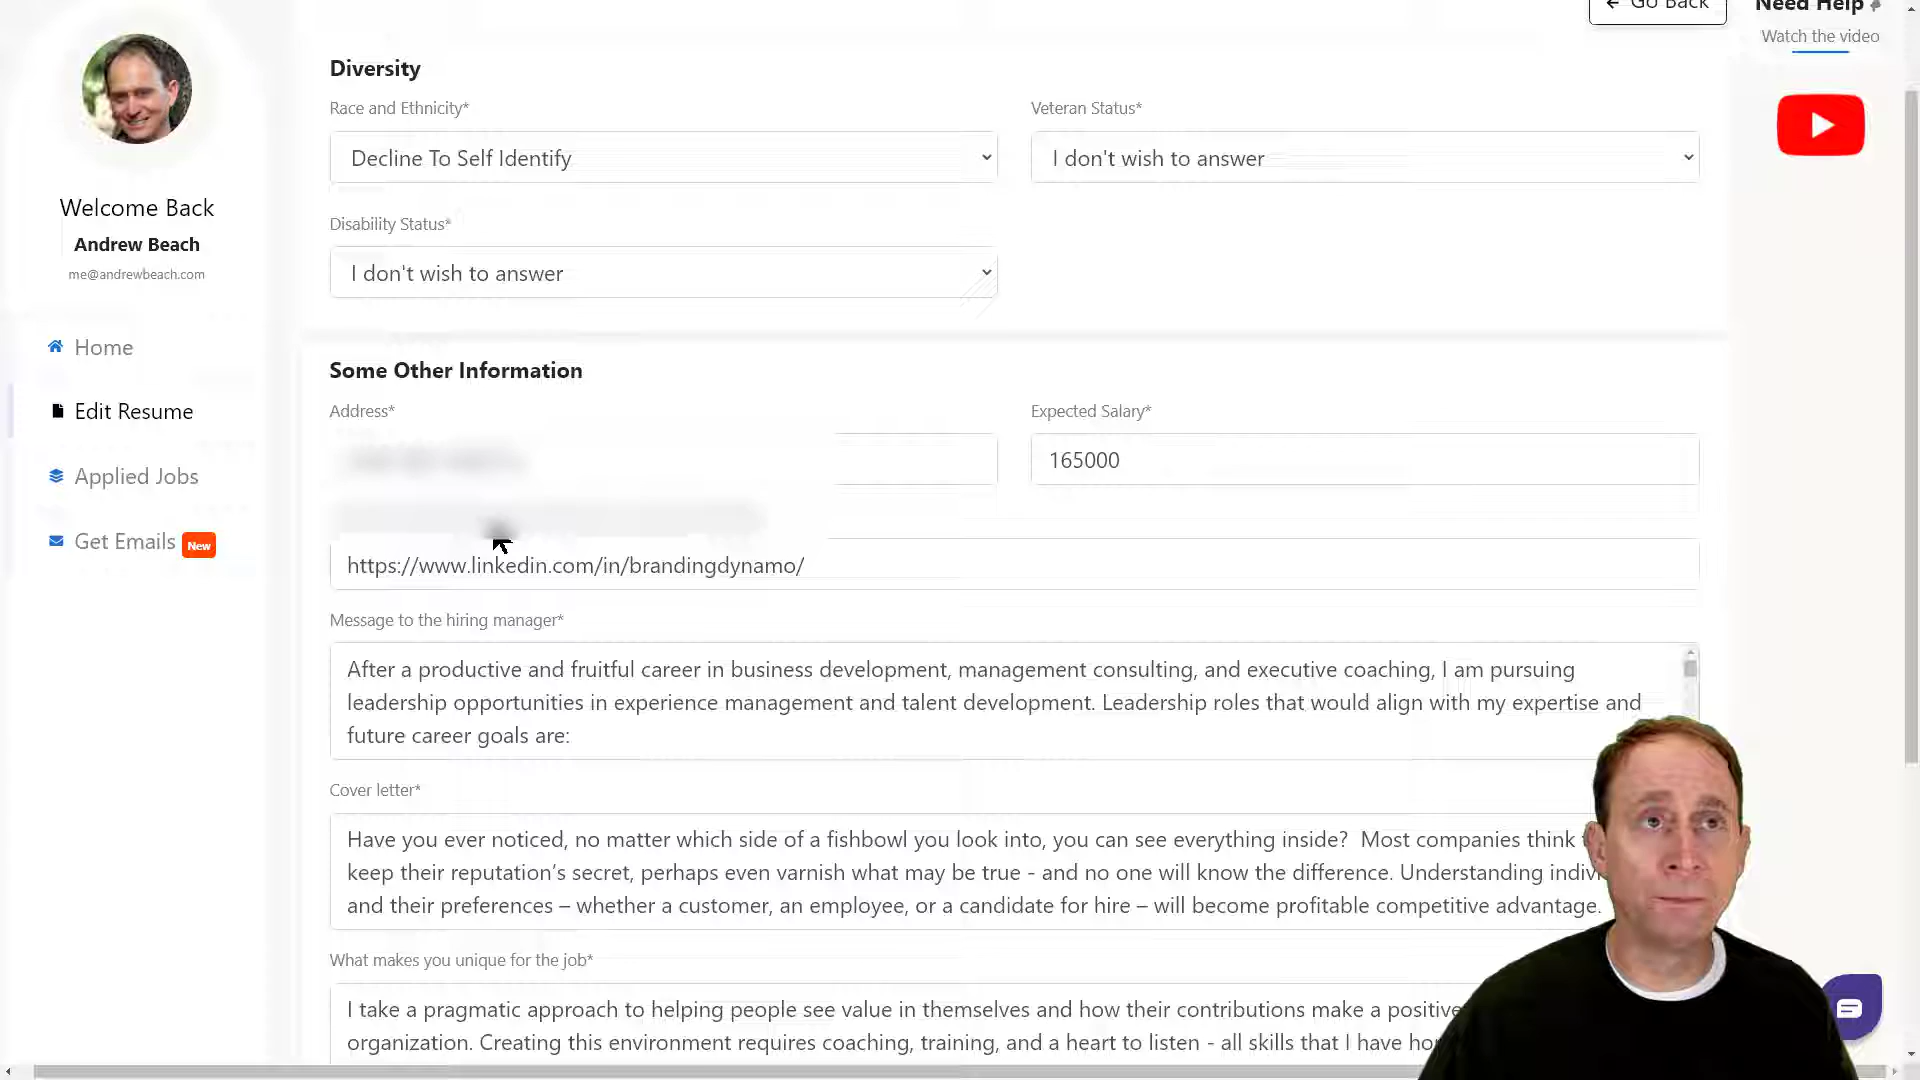 Go Back
Need Help
Watch the video
Welcome Back
Andrew Beach
me@andrewbeach.com
Home
Edit Resume
Applied Jobs
Get Emails New
Diversity
Race and Ethnicity*
Decline To Self Identify
Veteran Status*
I don't wish to answer
Disability Status*
I don't wish to answer
Some Other Information
Address*
Expected Salary*
165000
https://www.linkedin.com/in/brandingdynamo/
Message to the hiring manager*
After a productive and fruitful career in business development, management consulting, and executive coaching, I am pursuing
leadership opportunities in experience management and talent development. Leadership roles that would align with my expertise and
future career goals are:
Cover letter*
Have you ever noticed, no matter which side of a fishbowl you look into, you can see everything inside?  Most companies think
keep their reputation’s secret, perhaps even varnish what may be true - and no one will know the difference. Understanding
and their preferences – whether a customer, an employee, or a candidate for hire – will become profitable competitive advantage.
What makes you unique for the job*
I take a pragmatic approach to helping people see value in themselves and how their contributions make a positive
organization. Creating this environment requires coaching, training, and a heart to listen - all skills that I have